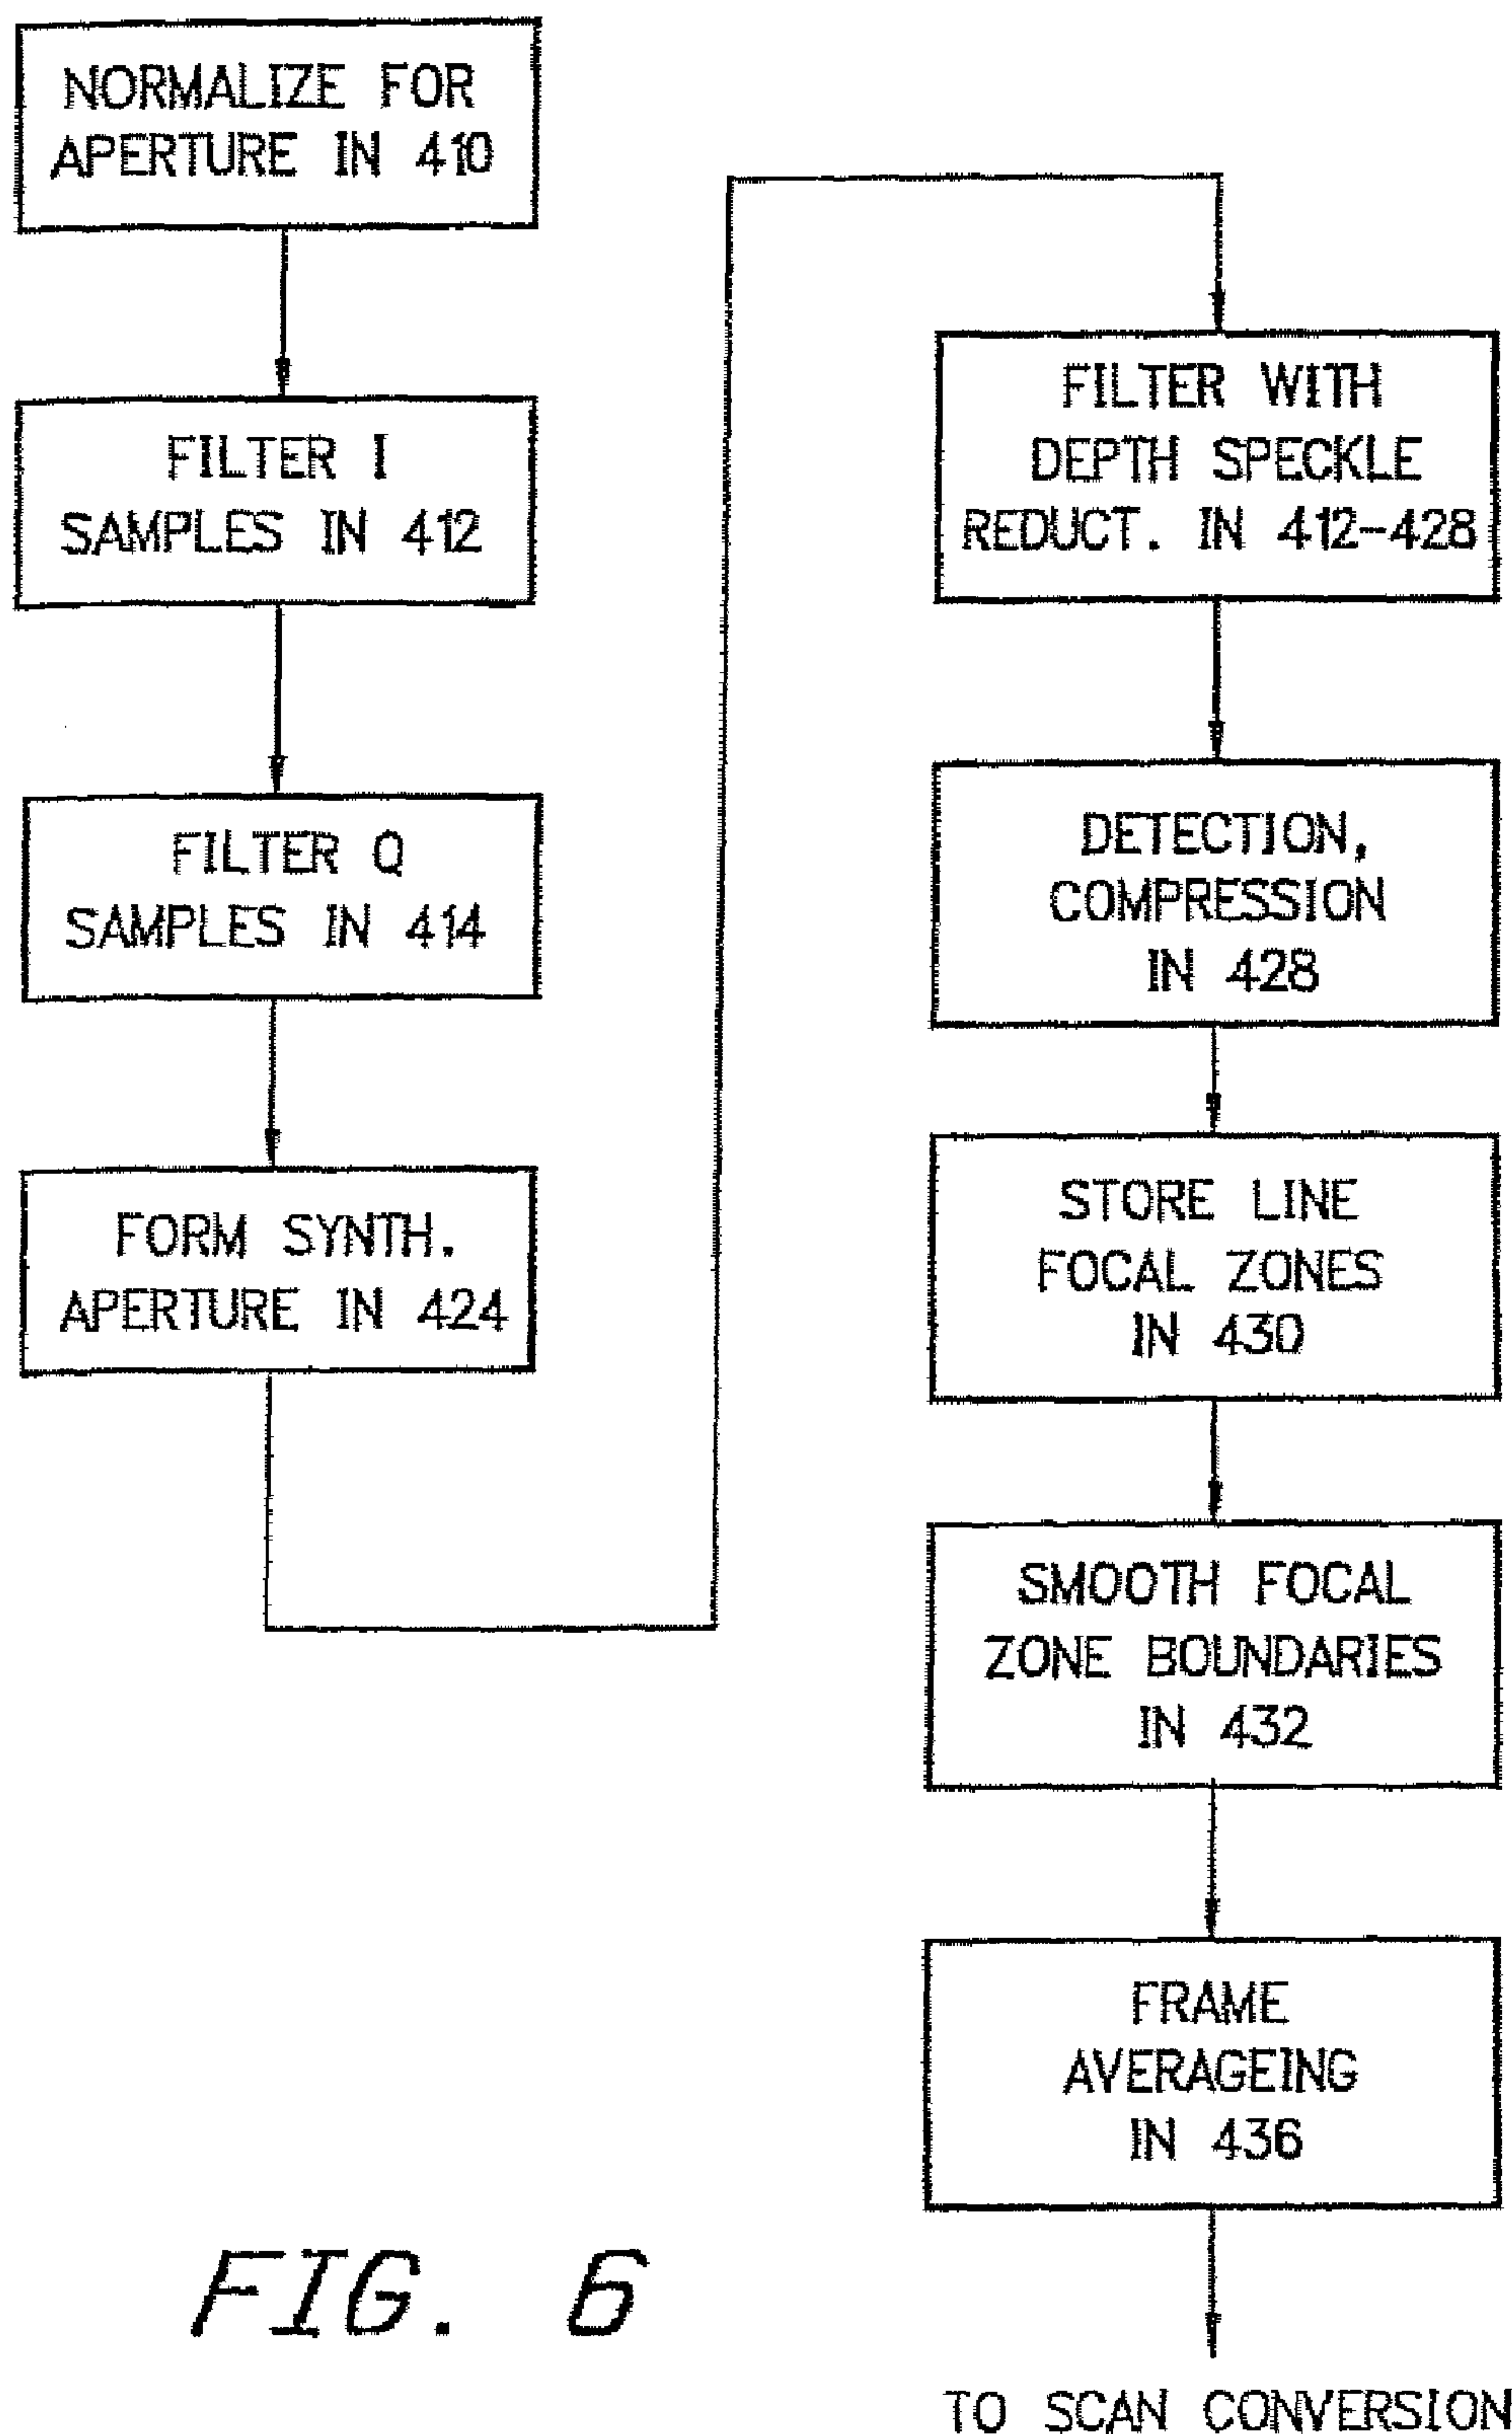 NORMALIZE FOR
APERTURE IN 410
FILTER I
SAMPLES IN 412
FILTER Q
SAMPLES IN 414
FORM SYNTH.
APERTURE IN 424
FILTER WITH
DEPTH SPECKLE
REDUCT. IN 412-428
DETECTION,
COMPRESSION
IN 428
STORE LINE
FOCAL ZONES
IN 430
SMOOTH FOCAL
ZONE BOUNDARIES
IN 432
FRAME
AVERAGEING
IN 436
TO SCAN CONVERSION
FIG. 6